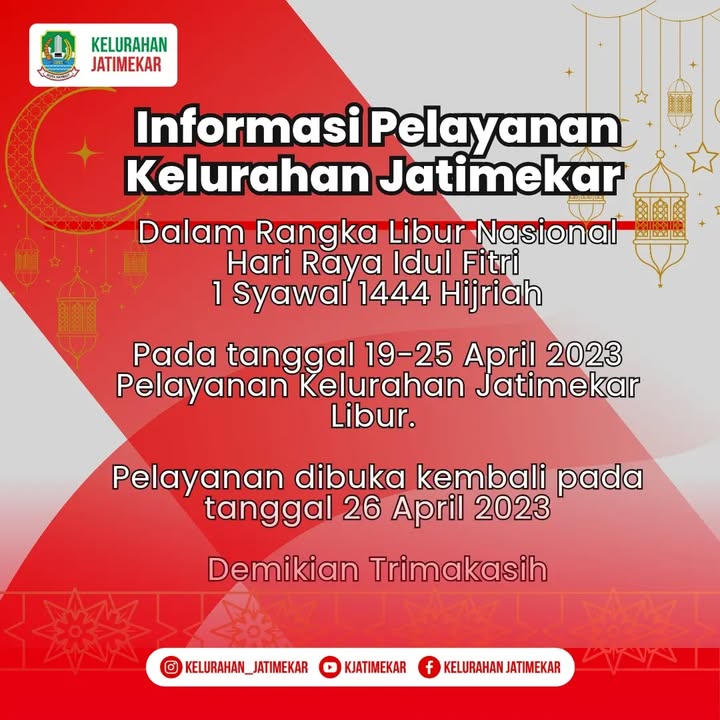 KELURAHAN
JATIMEKAR
Informasi Pelayanan
Kelurahan Jatimekar
Dalam Rangka Libur Nasional
Hari Raya Idul Fitri
1 Syawal 1444 Hijriah
Pada tanggal 19-25 April 2023
Pelayanan Kelurahan Jatimekar
Libur.
Pelayanan dibuka kembali pada
tanggal 26 April 2023
Demikian Trimakasih
KELURAHAN_JATIMEKAR KJATIMEKAR KELURAHAN JATIMEKAR